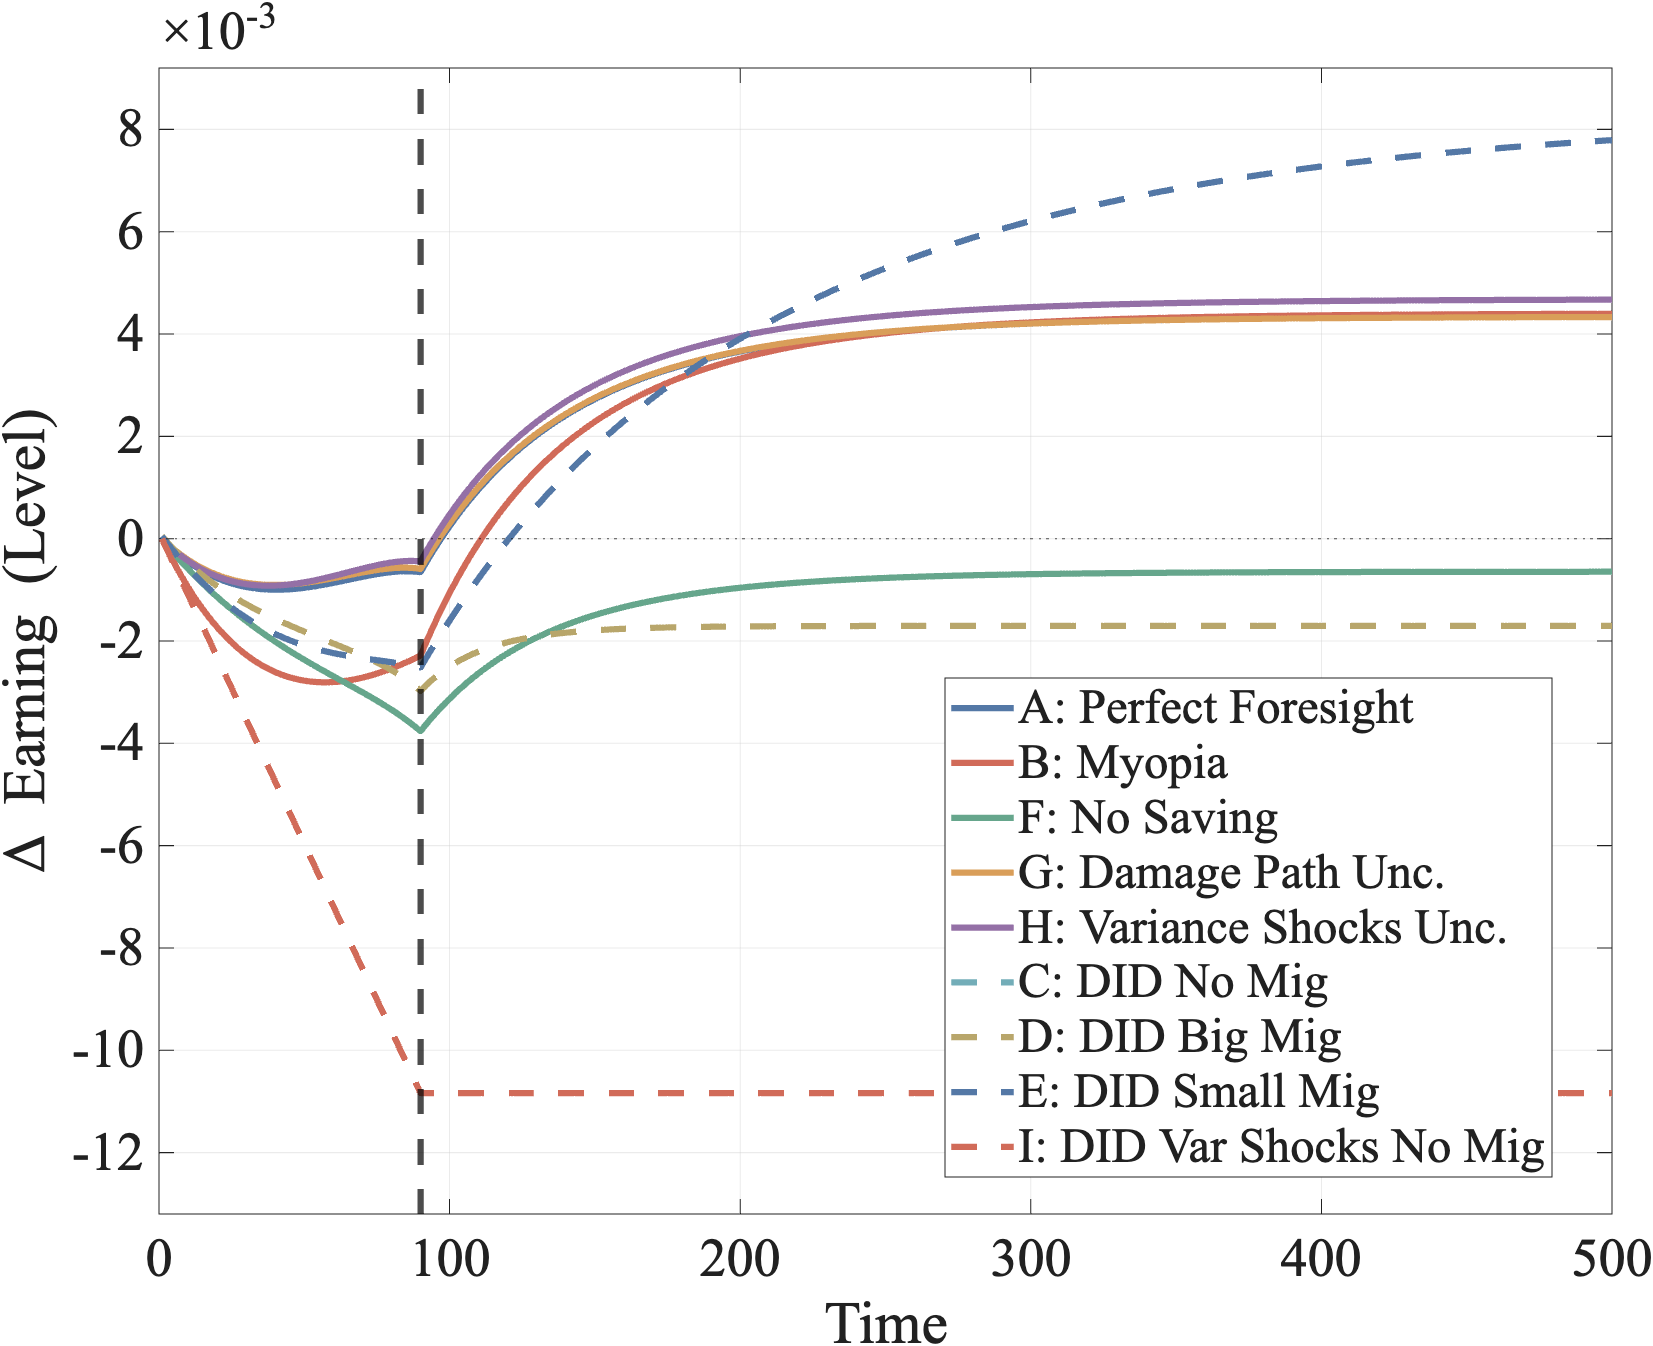 ×10⁻³
8
6
4
2
0
-2
-4
-6
-8
-10
-12
Δ Earning (Level)
A: Perfect Foresight
B: Myopia
F: No Saving
G: Damage Path Unc.
H: Variance Shocks Unc.
C: DID No Mig
D: DID Big Mig
E: DID Small Mig
I: DID Var Shocks No Mig
0 100 200 300 400 500
Time